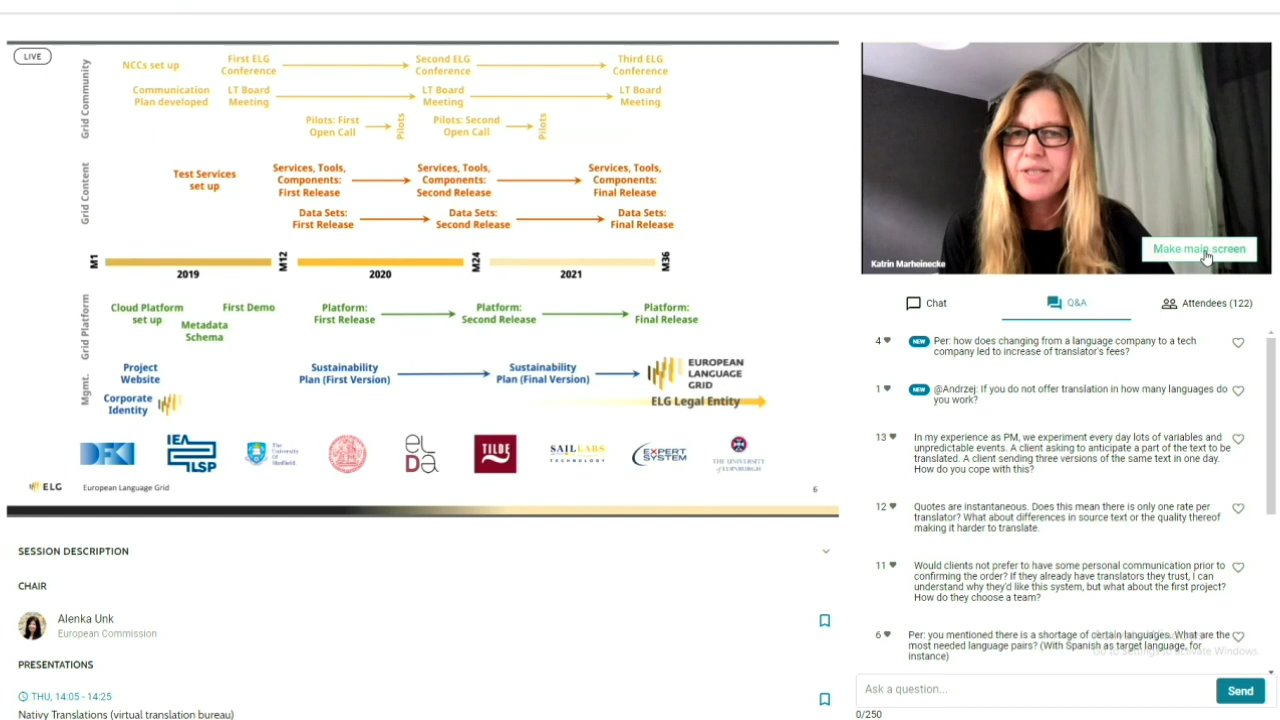 LIVE
Grid Community
NCCs set up
First ELG
Conference
Second ELG
Conference
Third ELG
Conference
Communication
Plan developed
LT Board
Meeting
LT Board
Meeting
LT Board
Meeting
Pilots: First
Open Call
Pilots
Pilots: Second
Open Call
Pilots
Grid Content
Test Services
set up
Services, Tools,
Components:
First Release
Services, Tools,
Components:
Second Release
Services, Tools,
Components:
Final Release
Data Sets:
First Release
Data Sets:
Second Release
Data Sets:
Final Release
M1
2019
M12
2020
M24
2021
M36
Grid Platform
Cloud Platform
set up
Metadata
Schema
First Demo
Platform:
First Release
Platform:
Second Release
Platform:
Final Release
Mgmt.
Project
Website
Corporate
Identity
Sustainability
Plan (First Version)
Sustainability
Plan (Final Version)
EUROPEAN
LANGUAGE
GRID
ELG Legal Entity
DFKI
IEA
ILSP
The
University
Of
Sheffield.
ELDA
TILDE
SAIL LABS
TECHNOLOGY
EXPERT
SYSTEM
THE UNIVERSITY
of EDINBURGH
ELG
European Language Grid
6
SESSION DESCRIPTION
CHAIR
Alenka Unk
European Commission
PRESENTATIONS
THU, 14:05 - 14:25
Nativy Translations (virtual translation bureau)
Katrin Marheinecke
Make main screen
Chat
Q&A
Attendees (122)
4
NEW
Per: how does changing from a language company to a tech
company led to increase of translator's fees?
1
NEW
@Andrzej: If you do not offer translation in how many languages do
you work?
13
In my experience as PM, we experiment every day lots of variables and
unpredictable events. A client asking to anticipate a part of the text to be
translated. A client sending three versions of the same text in one day.
How do you cope with this?
12
Quotes are instantaneous. Does this mean there is only one rate per
translator? What about differences in source text or the quality thereof
making it harder to translate.
11
Would clients not prefer to have some personal communication prior to
confirming the order? If they already have translators they trust, I can
understand why they'd like this system, but what about the first project?
How do they choose a team?
6
Per: you mentioned there is a shortage of certain languages. What are the
most needed language pairs? (With Spanish as target language, for
instance)
Go to settings to activate Windows.
Ask a question...
Send
0/250